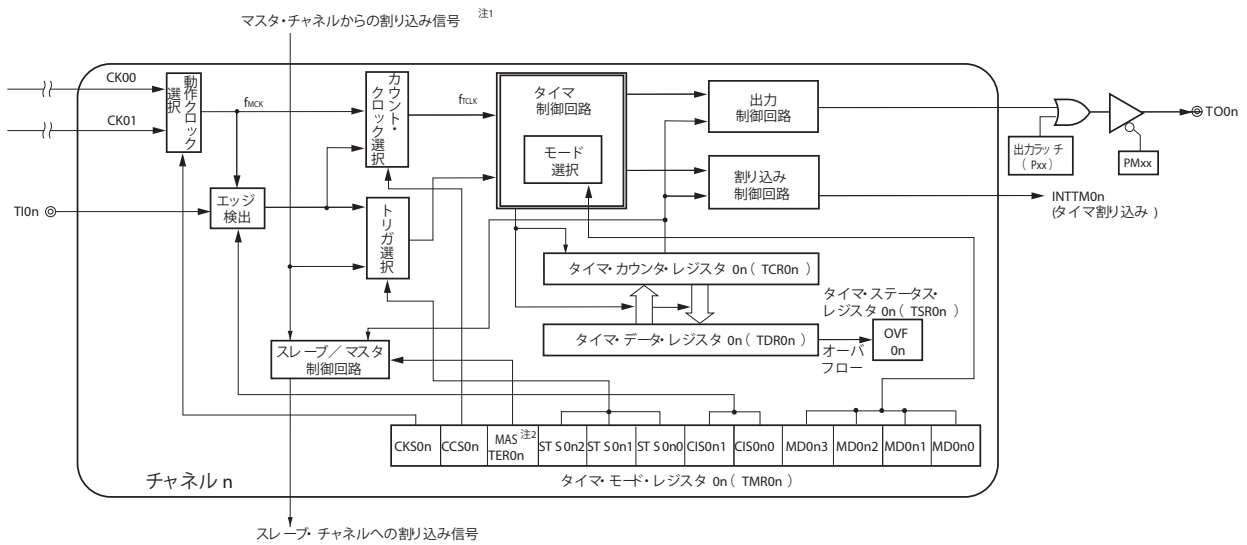 マスタ・チャネルからの割り込み信号 注1
CK00
CK01
動作クロック選択
fMCK
カウント・クロック選択
fTCLK
タイマ
制御回路
モード
選択
出力
制御回路
出力ラッチ
( Pxx )
PMxx
TO0n
割り込み
制御回路
INTTM0n
(タイマ割り込み )
TI0n
エッジ
検出
トリガ選択
タイマ・カウンタ・レジスタ 0n ( TCR0n )
タイマ・データ・レジスタ 0n ( TDR0n )
タイマ・ステータス・
レジスタ 0n ( TSR0n )
OVF
0n
オーバ
フロー
スレーブ/マスタ
制御回路
CKS0n
CCS0n
MAS 注2
TER0n
ST S0n2
ST S0n1
ST S0n0
CIS0n1
CIS0n0
MD0n3
MD0n2
MD0n1
MD0n0
タイマ・モード・レジスタ 0n ( TMR0n )
チャネル n
スレーブ・チャネルへの割り込み信号